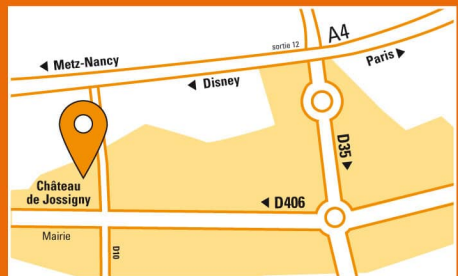 sortie 12
A4
◄ Metz-Nancy
Paris ►
◄ Disney
D35 ►
Château
de Jossigny
◄ D406
Mairie
D10